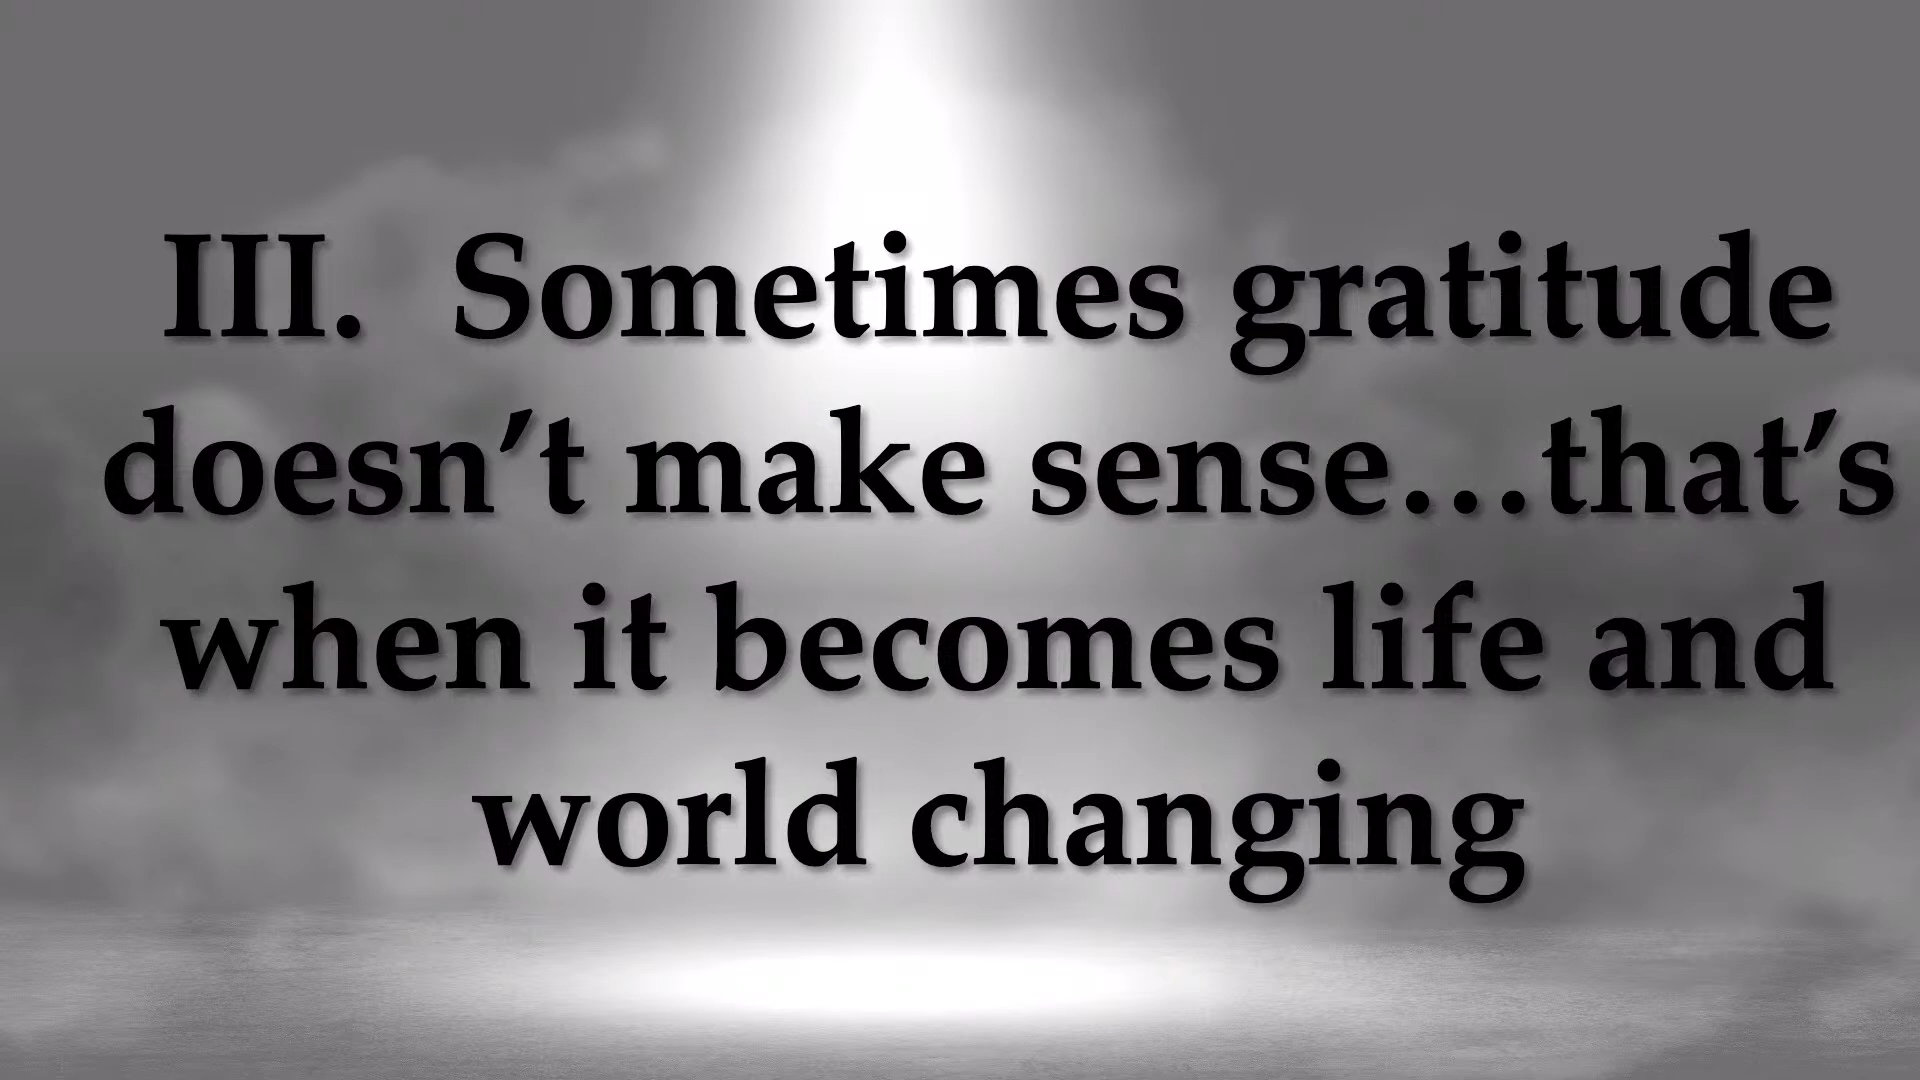 III.  Sometimes gratitude
doesn’t make sense…that’s
when it becomes life and
world changing